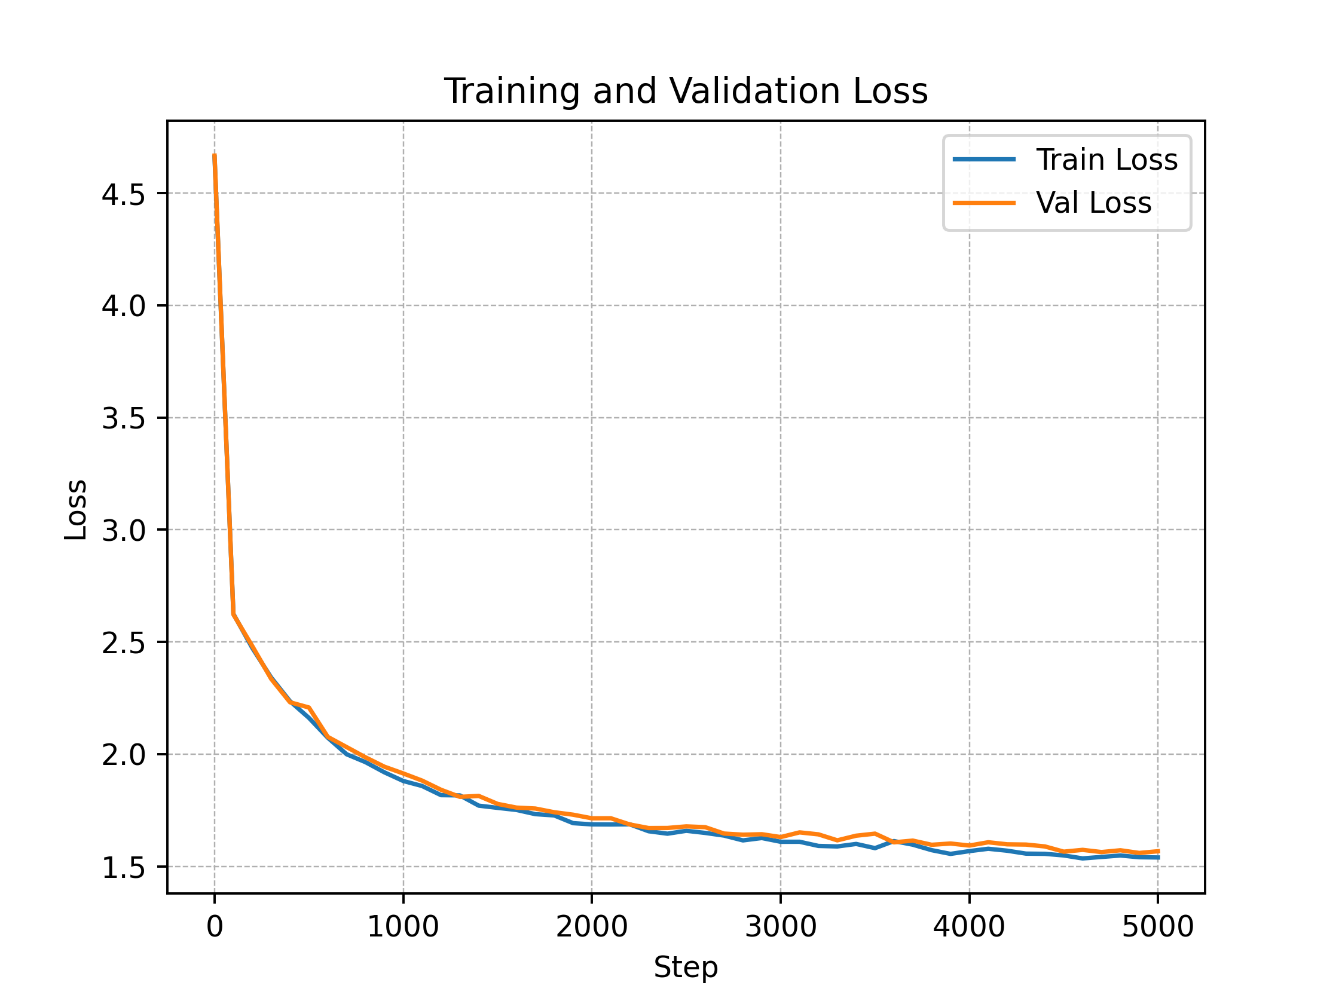 Training and Validation Loss
Train Loss
Val Loss
4.5
4.0
3.5
3.0
2.5
2.0
1.5
Loss
0 1000 2000 3000 4000 5000
Step